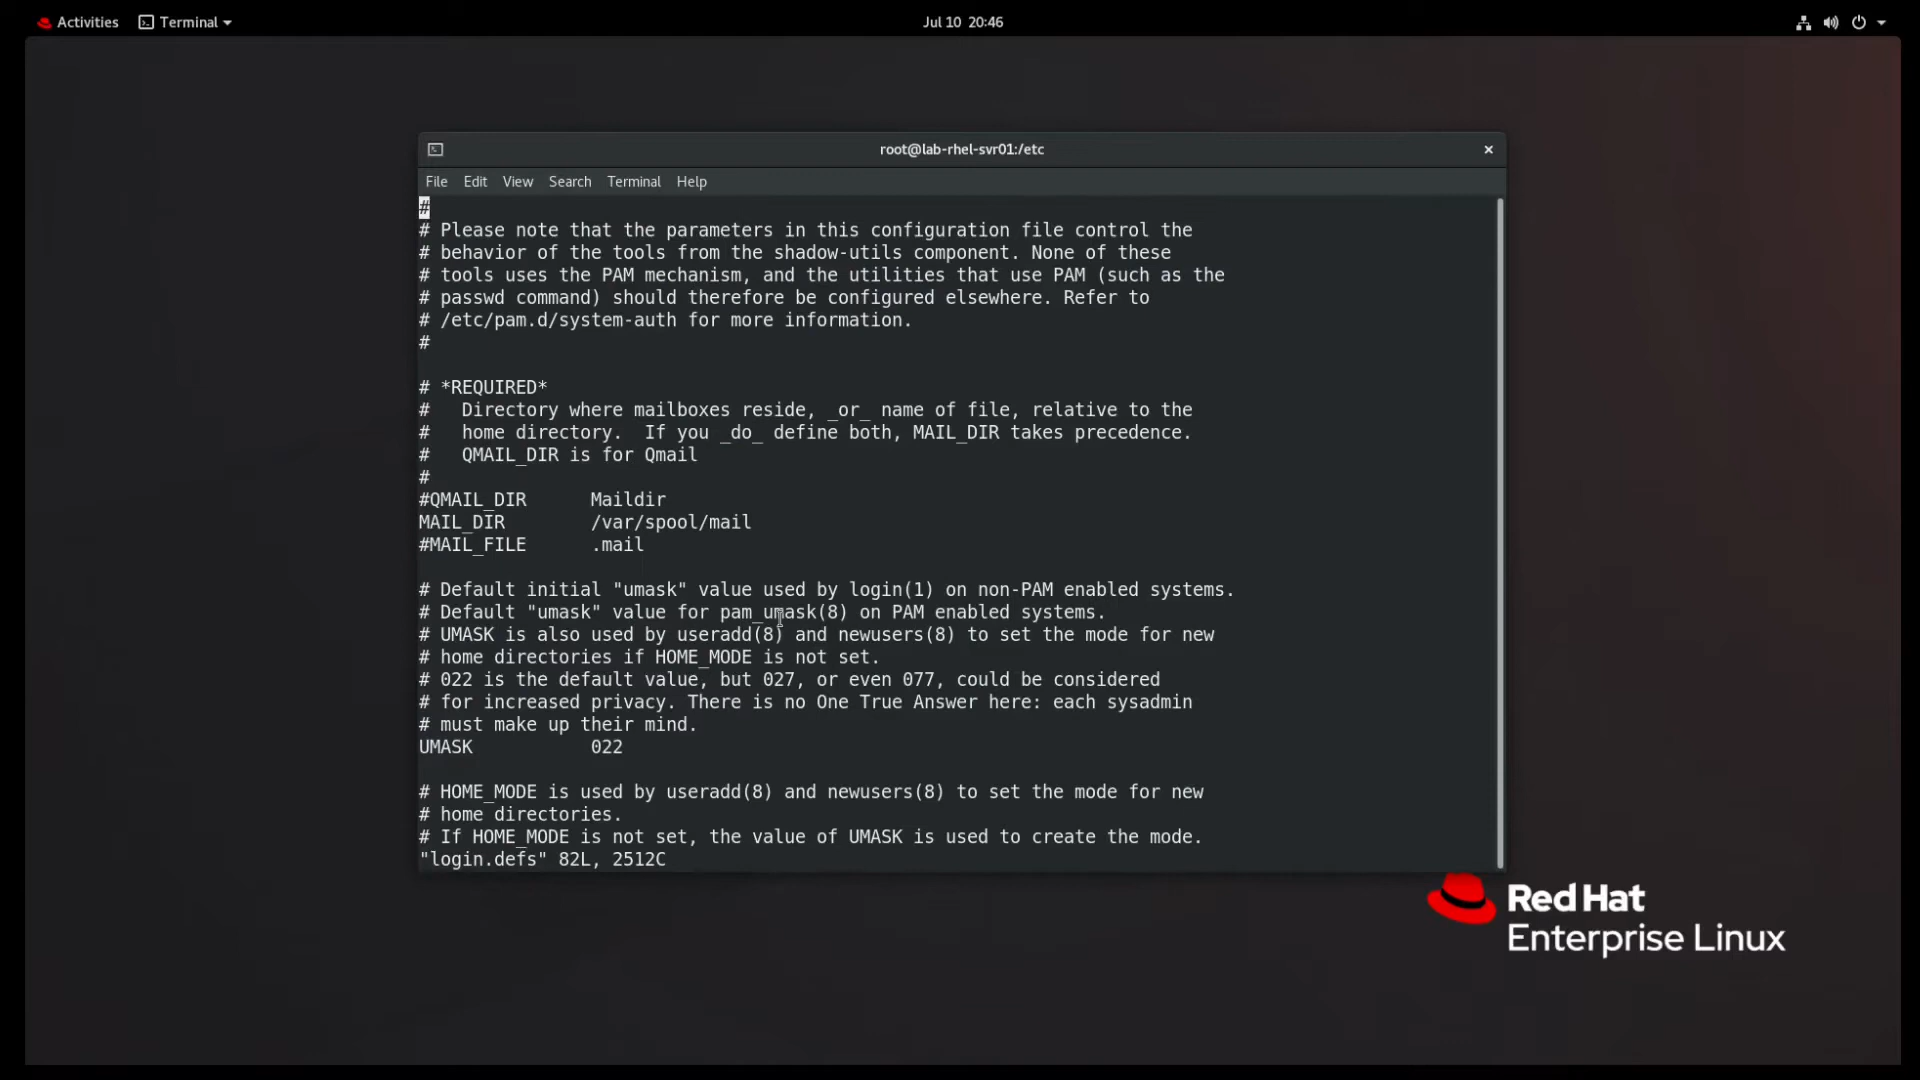 Activities Terminal Jul 10 20:46
root@lab-rhel-svr01:/etc
File Edit View Search Terminal Help
#
# Please note that the parameters in this configuration file control the
# behavior of the tools from the shadow-utils component. None of these
# tools uses the PAM mechanism, and the utilities that use PAM (such as the
# passwd command) should therefore be configured elsewhere. Refer to
# /etc/pam.d/system-auth for more information.
#
# *REQUIRED*
#   Directory where mailboxes reside, _or_ name of file, relative to the
#   home directory.  If you _do_ define both, MAIL_DIR takes precedence.
#   QMAIL_DIR is for Qmail
#
#QMAIL_DIR      Maildir
MAIL_DIR        /var/spool/mail
#MAIL_FILE      .mail
# Default initial "umask" value used by login(1) on non-PAM enabled systems.
# Default "umask" value for pam_umask(8) on PAM enabled systems.
# UMASK is also used by useradd(8) and newusers(8) to set the mode for new
# home directories if HOME_MODE is not set.
# 022 is the default value, but 027, or even 077, could be considered
# for increased privacy. There is no One True Answer here: each sysadmin
# must make up their mind.
UMASK           022
# HOME_MODE is used by useradd(8) and newusers(8) to set the mode for new
# home directories.
# If HOME_MODE is not set, the value of UMASK is used to create the mode.
"login.defs" 82L, 2512C
Red Hat
Enterprise Linux